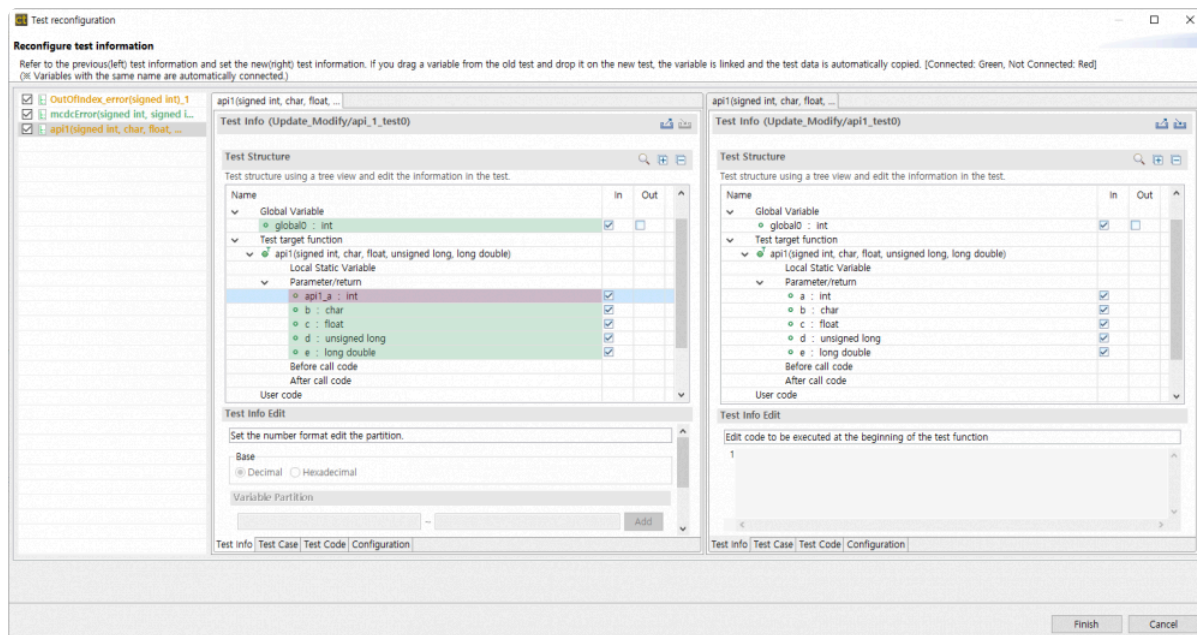 Test reconfiguration
Reconfigure test information
Refer to the previous(left) test information and set the new(right) test information. If you drag a variable from the old test and drop it on the new test, the variable is linked and the test data is automatically copied. [Connected: Green, Not Connected: Red]
(※ Variables with the same name are automatically connected.)
OutOfIndex_error(signed int)_1
mcdcError(signed int, signed i...
api1(signed int, char, float, ...
api1(signed int, char, float, ...
Test Info (Update_Modify/api_1_test0)
Test Structure
Test structure using a tree view and edit the information in the test.
Name In Out
Global Variable
global0 : int
Test target function
api1(signed int, char, float, unsigned long, long double)
Local Static Variable
Parameter/return
api1_a : int
b : char
c : float
d : unsigned long
e : long double
Before call code
After call code
User code
Test Info Edit
Set the number format edit the partition.
Base
Decimal Hexadecimal
Variable Partition
~ Add
Test Info Test Case Test Code Configuration
api1(signed int, char, float, ...
Test Info (Update_Modify/api1_test0)
Test Structure
Test structure using a tree view and edit the information in the test.
Name In Out
Global Variable
global0 : int
Test target function
api1(signed int, char, float, unsigned long, long double)
Local Static Variable
Parameter/return
a : int
b : char
c : float
d : unsigned long
e : long double
Before call code
After call code
User code
Test Info Edit
Edit code to be executed at the beginning of the test function
1
Test Info Test Case Test Code Configuration
Finish Cancel